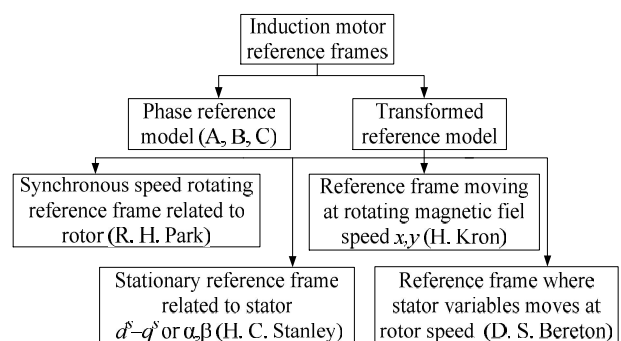 Induction motor
reference frames
Phase reference
model (A, B, C)
Transformed
reference model
Synchronous speed rotating
reference frame related to
rotor (R. H. Park)
Reference frame moving
at rotating magnetic fiel
speed x,y (H. Kron)
Stationary reference frame
related to stator
dˢ–qˢ or α,β (H. C. Stanley)
Reference frame where
stator variables moves at
rotor speed (D. S. Bereton)